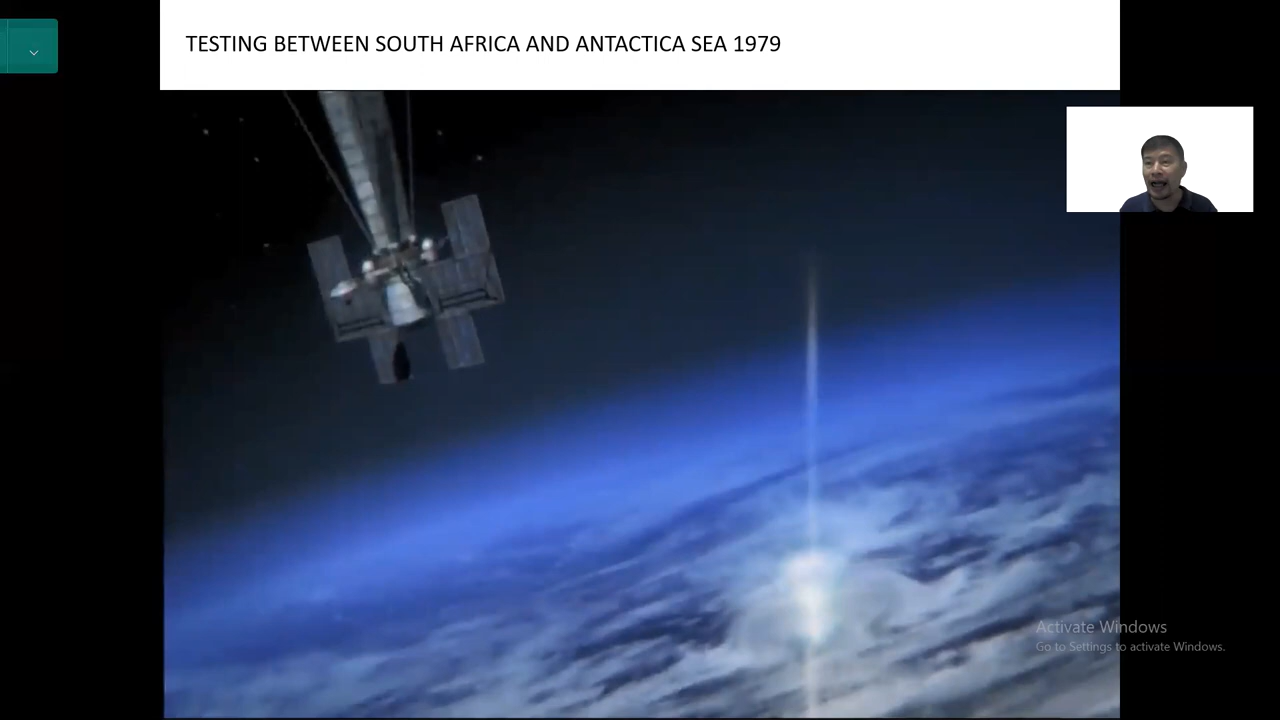 TESTING BETWEEN SOUTH AFRICA AND ANTACTICA SEA 1979
Activate Windows
Go to Settings to activate Windows.